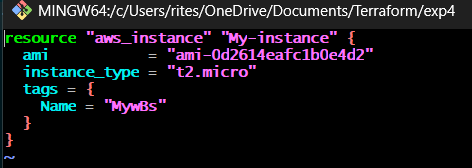 MINGW64:/c/Users/rites/OneDrive/Documents/Terraform/exp4
resource "aws_instance" "My-instance" {
  ami           = "ami-0d2614eafc1b0e4d2"
  instance_type = "t2.micro"
  tags = {
    Name = "MywBs"
  }
}
~